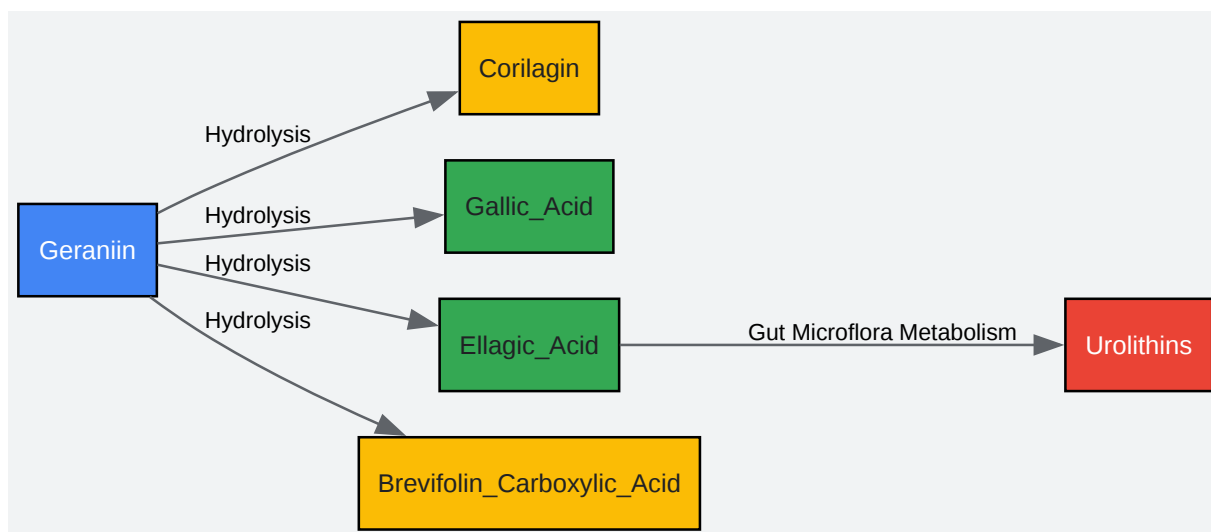 Corilagin
Hydrolysis
Gallic_Acid
Hydrolysis
Geraniin
Hydrolysis
Hydrolysis
Ellagic_Acid
Gut Microflora Metabolism
Urolithins
Brevifolin_Carboxylic_Acid